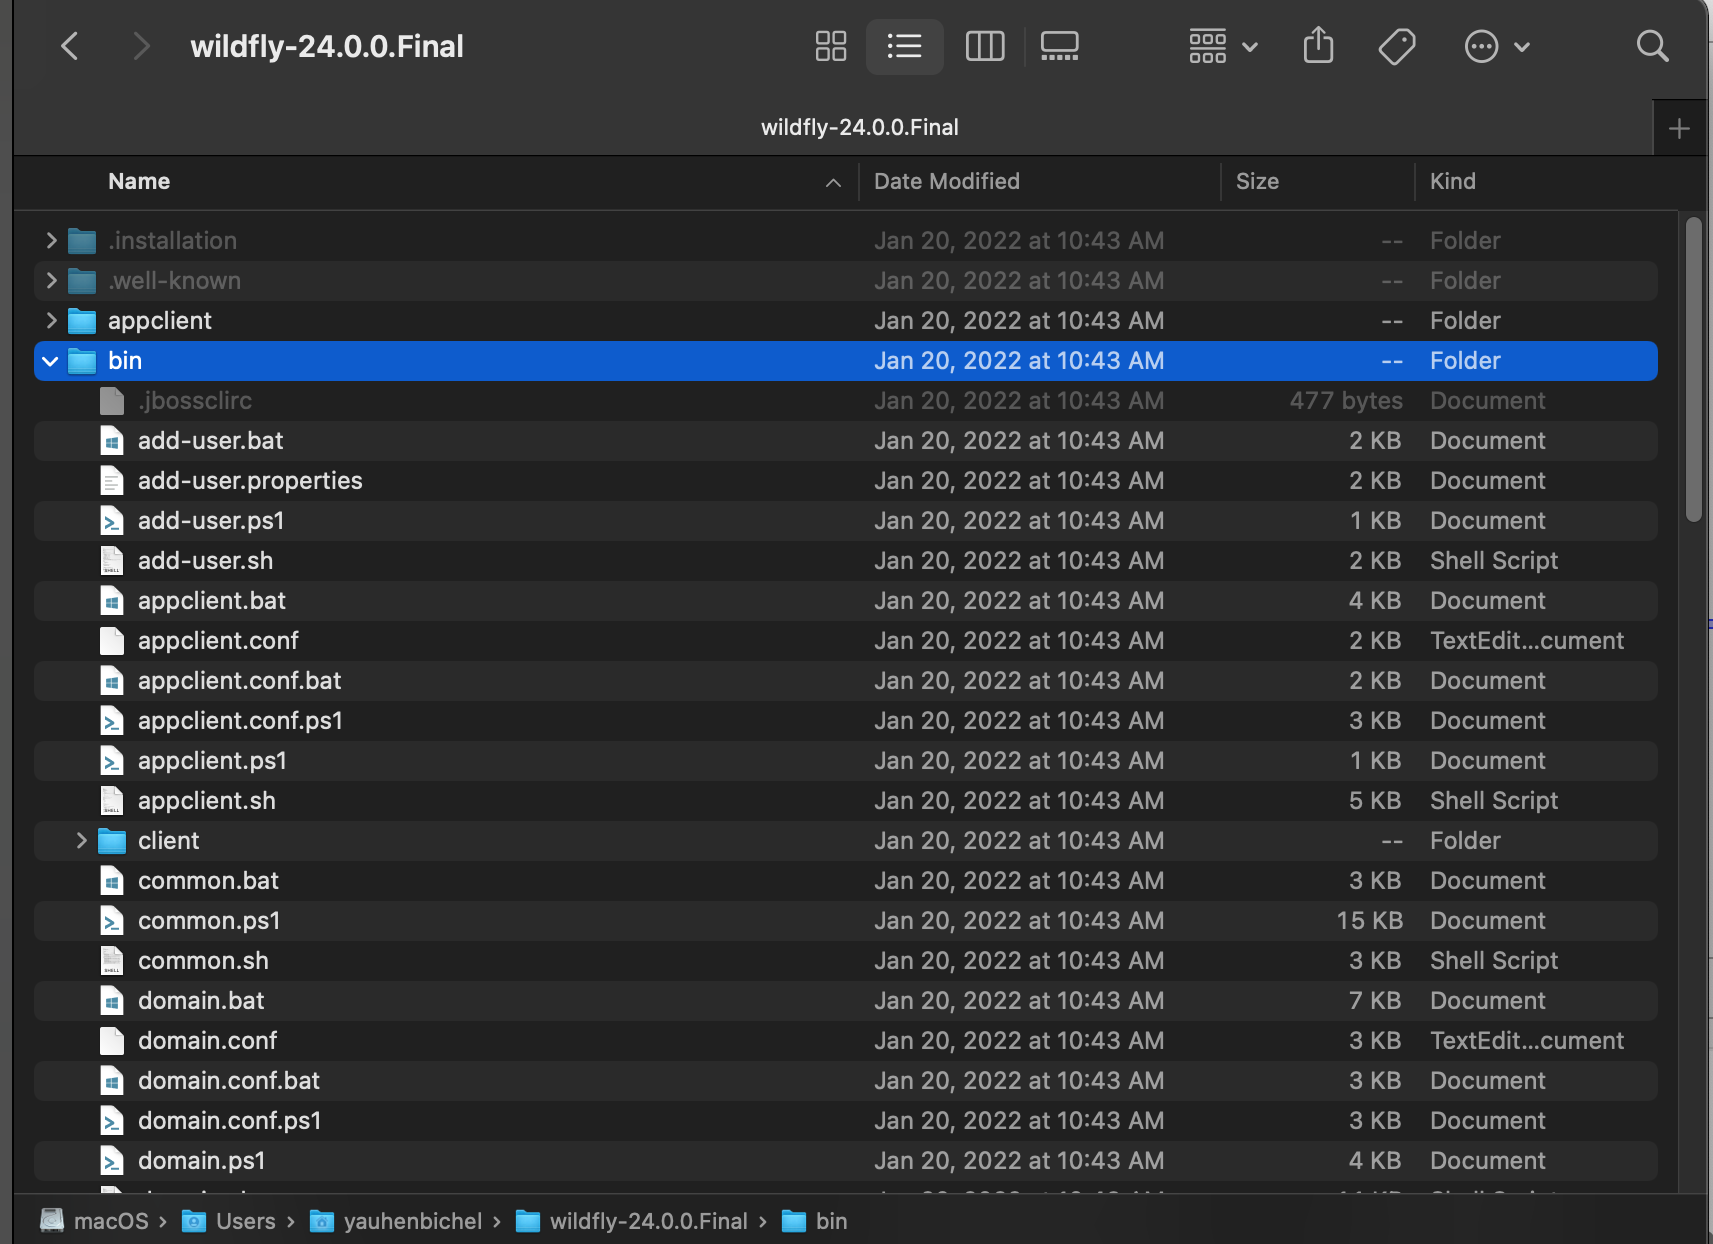 wildfly-24.0.0.Final
wildfly-24.0.0.Final
Name Date Modified Size Kind
.installation Jan 20, 2022 at 10:43 AM -- Folder
.well-known Jan 20, 2022 at 10:43 AM -- Folder
appclient Jan 20, 2022 at 10:43 AM -- Folder
bin Jan 20, 2022 at 10:43 AM -- Folder
.jbossclirc Jan 20, 2022 at 10:43 AM 477 bytes Document
add-user.bat Jan 20, 2022 at 10:43 AM 2 KB Document
add-user.properties Jan 20, 2022 at 10:43 AM 2 KB Document
add-user.ps1 Jan 20, 2022 at 10:43 AM 1 KB Document
add-user.sh Jan 20, 2022 at 10:43 AM 2 KB Shell Script
appclient.bat Jan 20, 2022 at 10:43 AM 4 KB Document
appclient.conf Jan 20, 2022 at 10:43 AM 2 KB TextEdit...cument
appclient.conf.bat Jan 20, 2022 at 10:43 AM 2 KB Document
appclient.conf.ps1 Jan 20, 2022 at 10:43 AM 3 KB Document
appclient.ps1 Jan 20, 2022 at 10:43 AM 1 KB Document
appclient.sh Jan 20, 2022 at 10:43 AM 5 KB Shell Script
client Jan 20, 2022 at 10:43 AM -- Folder
common.bat Jan 20, 2022 at 10:43 AM 3 KB Document
common.ps1 Jan 20, 2022 at 10:43 AM 15 KB Document
common.sh Jan 20, 2022 at 10:43 AM 3 KB Shell Script
domain.bat Jan 20, 2022 at 10:43 AM 7 KB Document
domain.conf Jan 20, 2022 at 10:43 AM 3 KB TextEdit...cument
domain.conf.bat Jan 20, 2022 at 10:43 AM 3 KB Document
domain.conf.ps1 Jan 20, 2022 at 10:43 AM 3 KB Document
domain.ps1 Jan 20, 2022 at 10:43 AM 4 KB Document
macOS › Users › yauhenbichel › wildfly-24.0.0.Final › bin